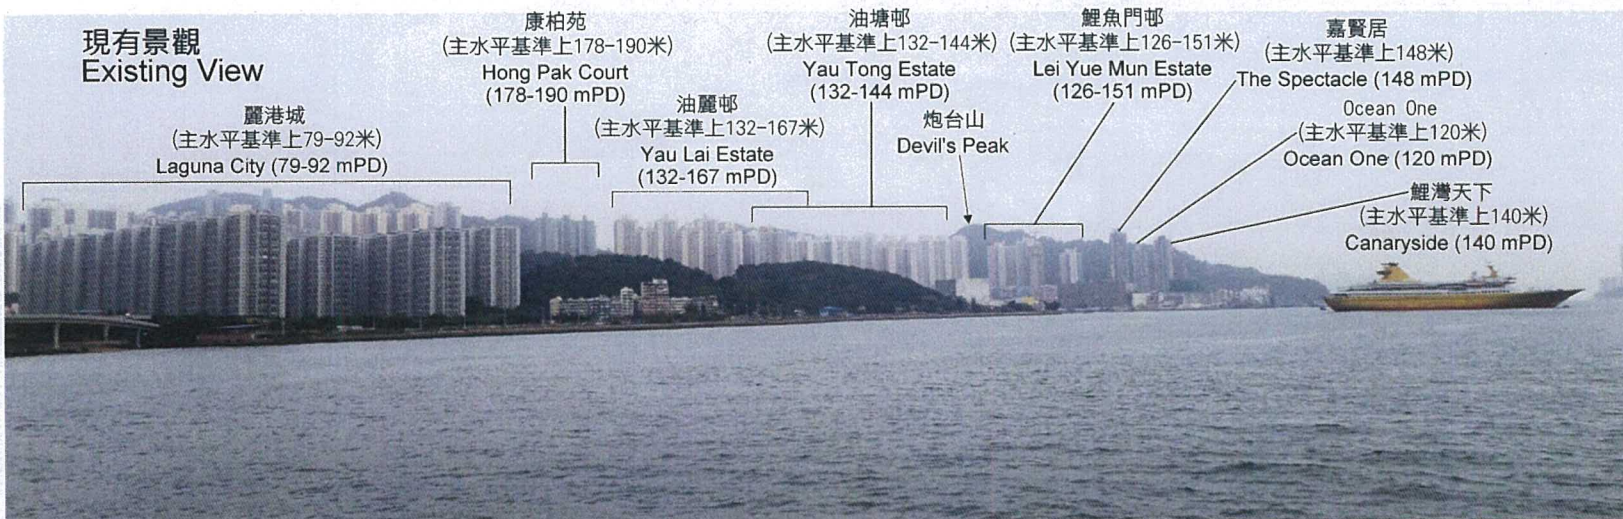 現有景觀
Existing View
麗港城
(主水平基準上79-92米)
Laguna City (79-92 mPD)
康柏苑
(主水平基準上178-190米)
Hong Pak Court
(178-190 mPD)
油麗邨
(主水平基準上132-167米)
Yau Lai Estate
(132-167 mPD)
油塘邨
(主水平基準上132-144米)
Yau Tong Estate
(132-144 mPD)
炮台山
Devil's Peak
鯉魚門邨
(主水平基準上126-151米)
Lei Yue Mun Estate
(126-151 mPD)
嘉賢居
(主水平基準上148米)
The Spectacle (148 mPD)
Ocean One
(主水平基準上120米)
Ocean One (120 mPD)
鯉灣天下
(主水平基準上140米)
Canaryside (140 mPD)